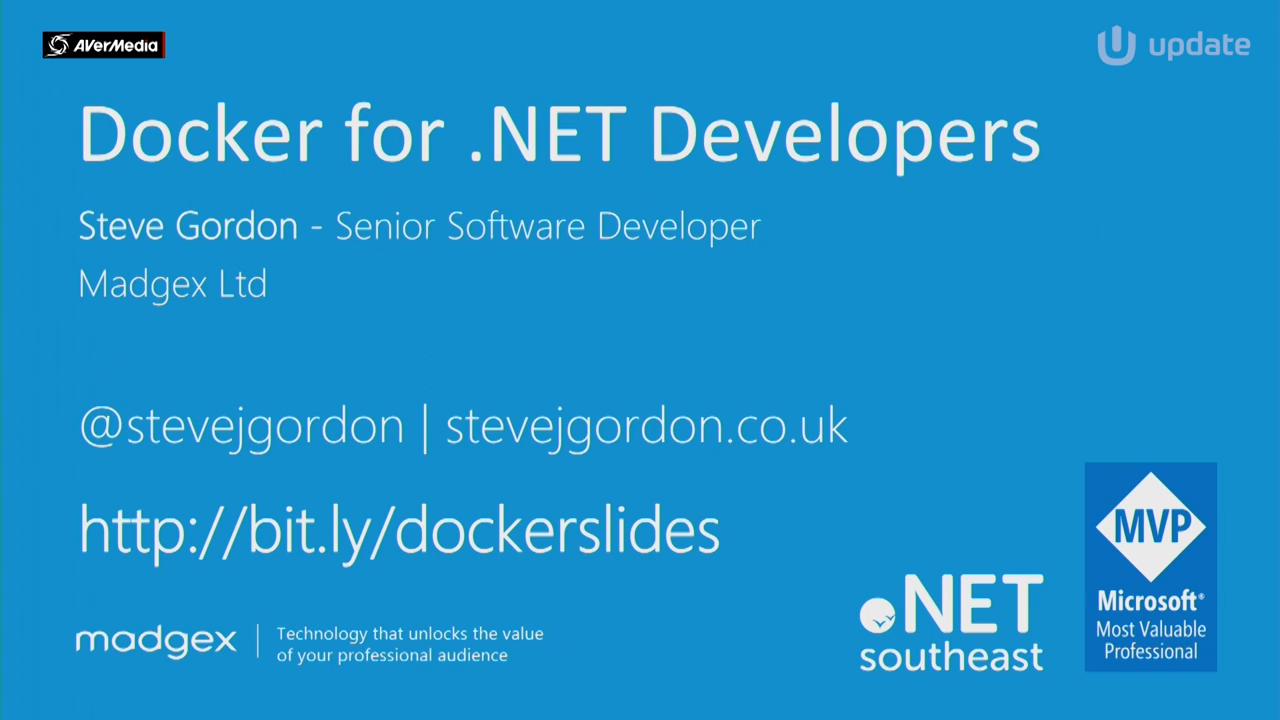 AVerMedia
update
Docker for .NET Developers
Steve Gordon - Senior Software Developer
Madgex Ltd
@stevejgordon | stevejgordon.co.uk
http://bit.ly/dockerslides
madgex
Technology that unlocks the value
of your professional audience
.NET
southeast
MVP
Microsoft®
Most Valuable
Professional